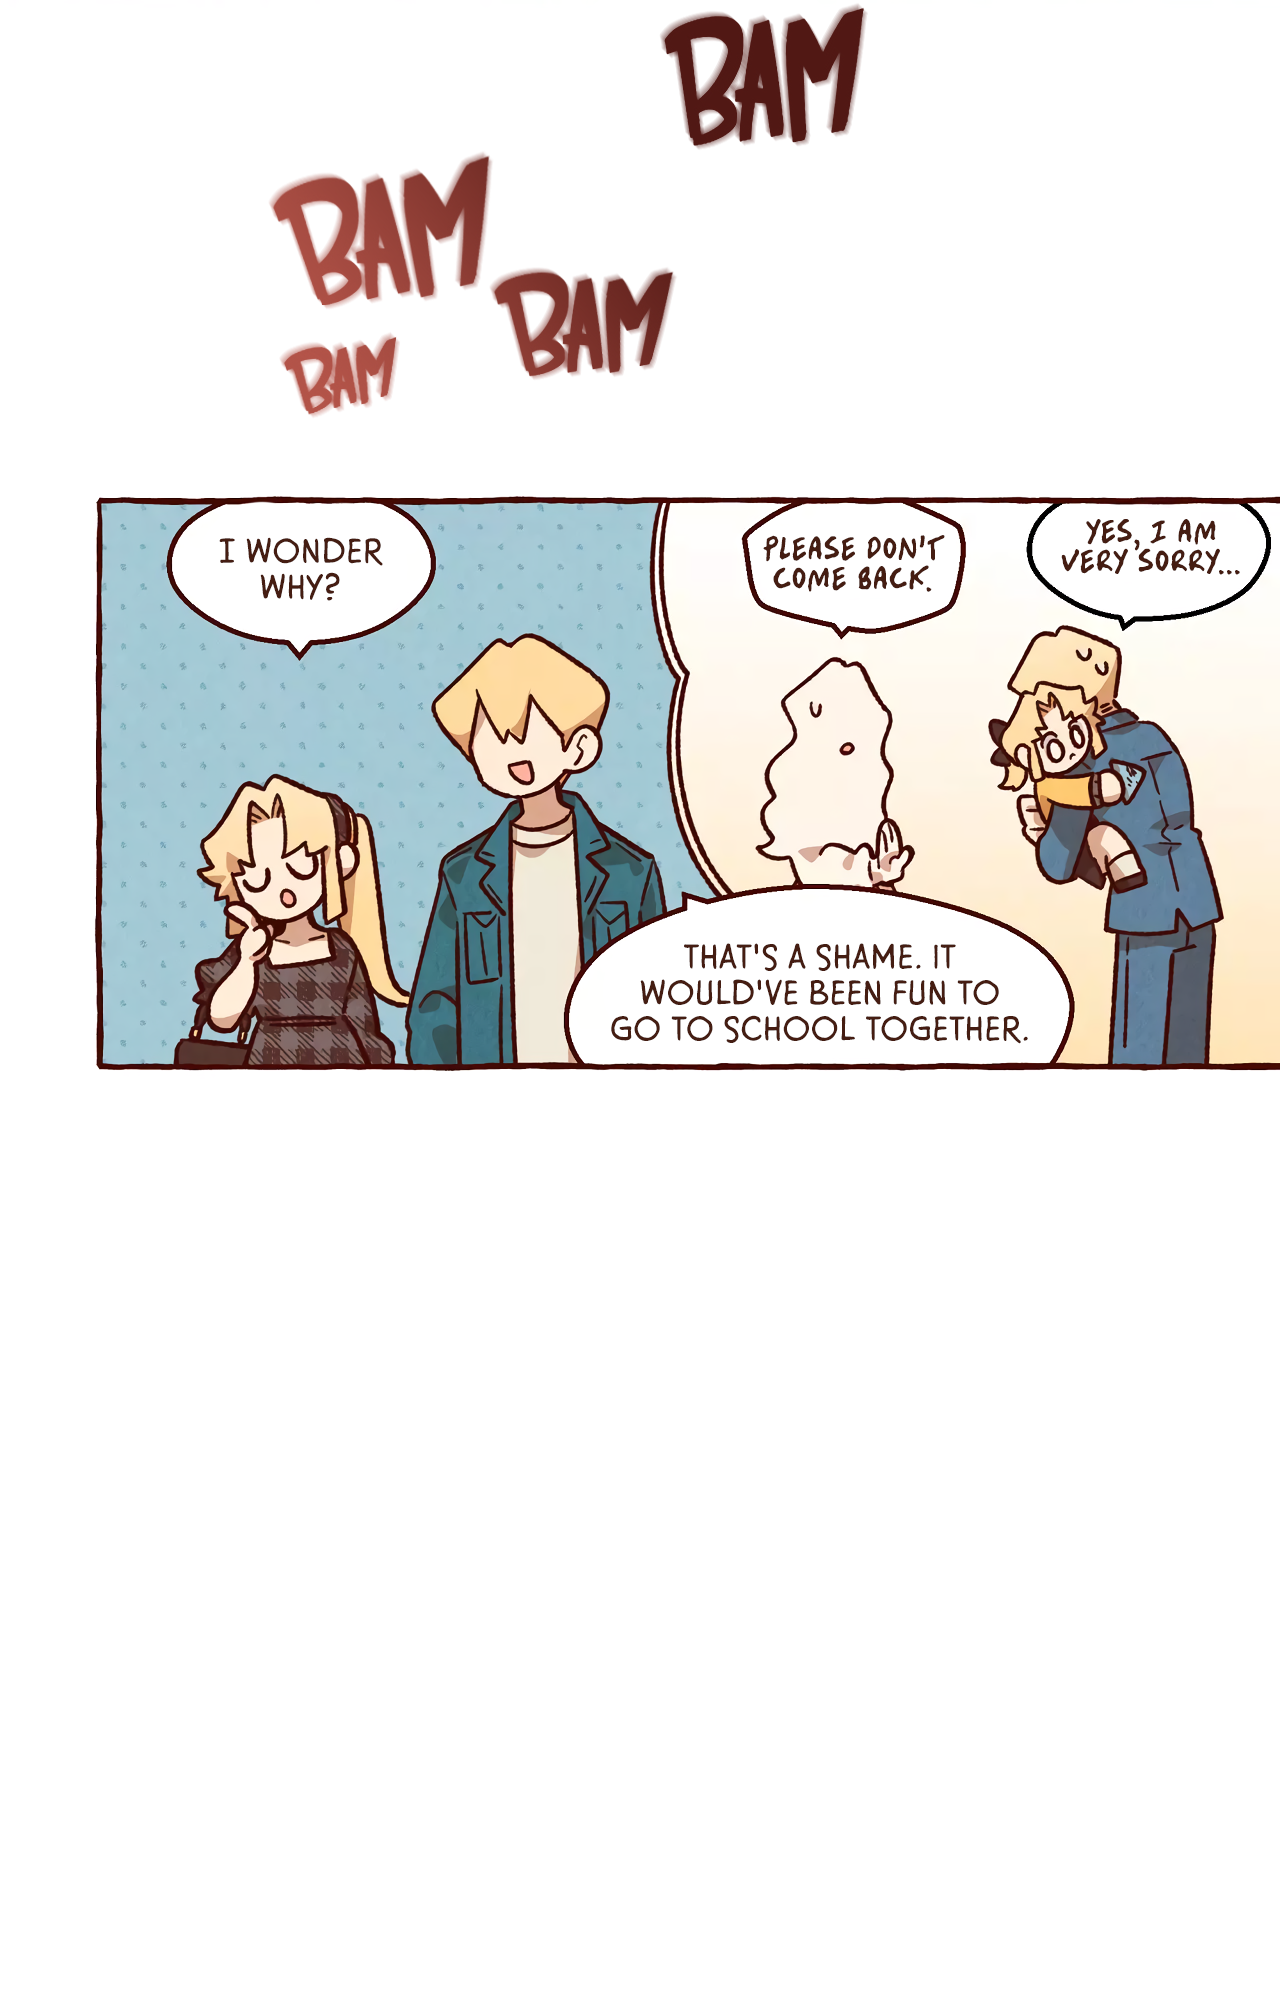 BAM
BAM
BAM
BAM
I WONDER
WHY?
PLEASE DON'T
COME BACK.
YES, I AM
VERY SORRY...
THAT'S A SHAME. IT
WOULD'VE BEEN FUN TO
GO TO SCHOOL TOGETHER.